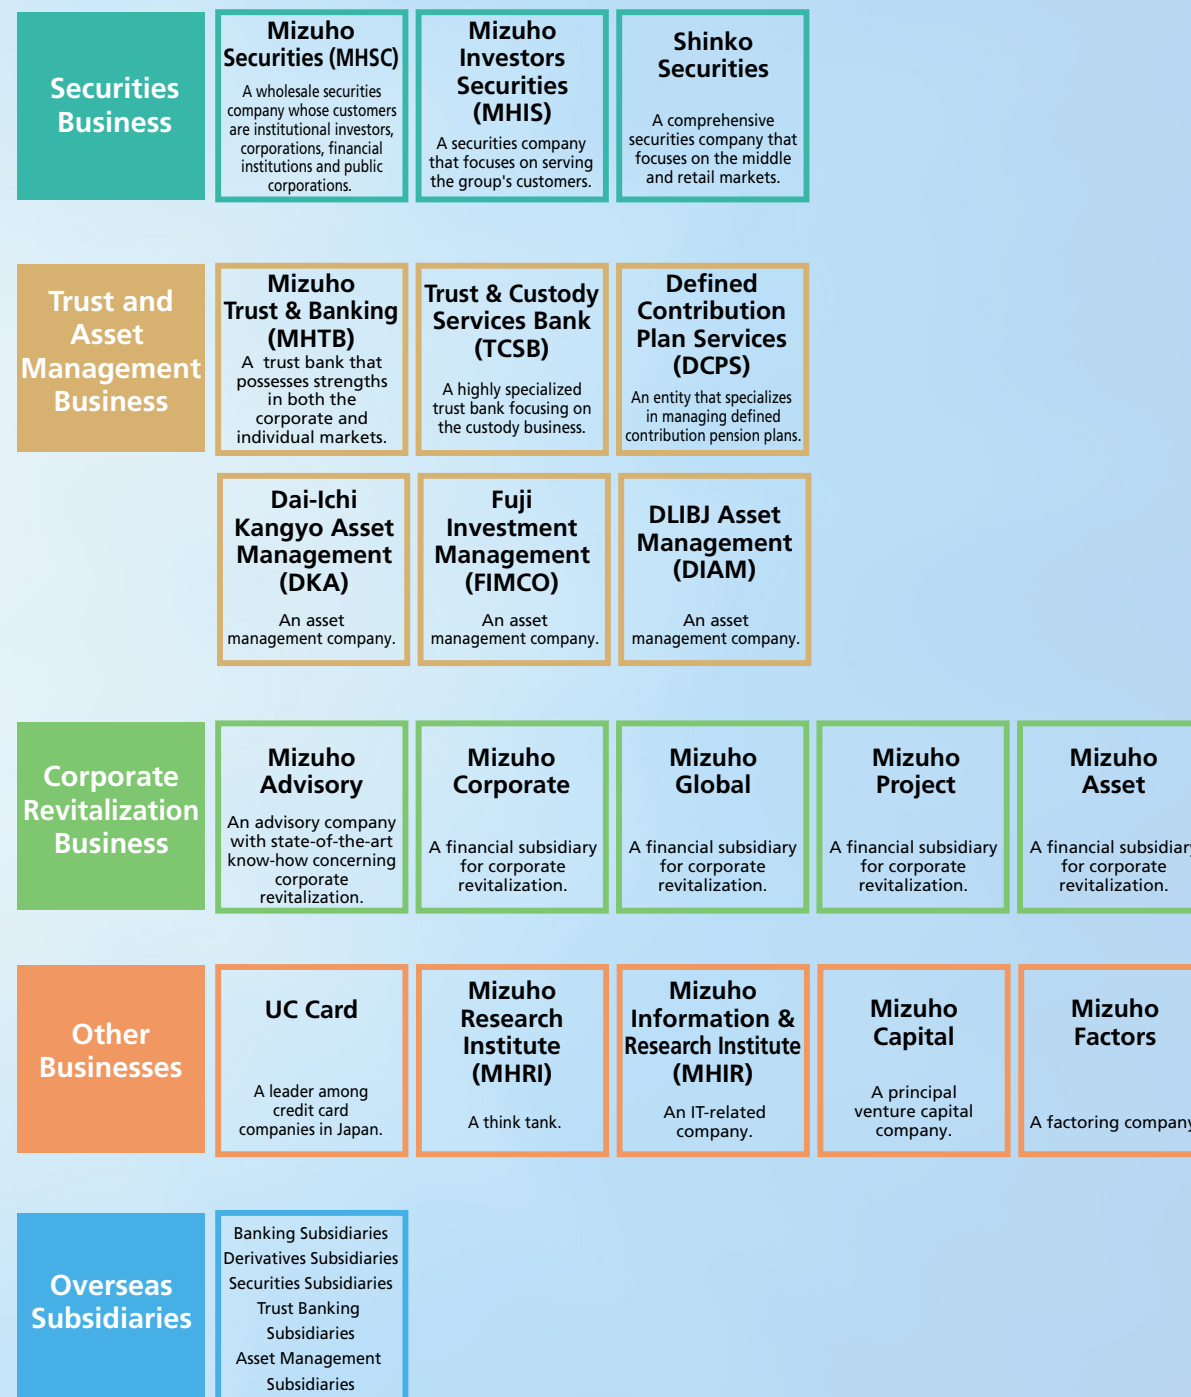 Securities
Business
Mizuho
Securities (MHSC)
A wholesale securities
company whose customers
are institutional investors,
corporations, financial
institutions and public
corporations.
Mizuho
Investors
Securities
(MHIS)
A securities company
that focuses on serving
the group's customers.
Shinko
Securities
A comprehensive
securities company that
focuses on the middle
and retail markets.
Trust and
Asset
Management
Business
Mizuho
Trust & Banking
(MHTB)
A trust bank that
possesses strengths
in both the
corporate and
individual markets.
Trust & Custody
Services Bank
(TCSB)
A highly specialized
trust bank focusing on
the custody business.
Defined
Contribution
Plan Services
(DCPS)
An entity that specializes
in managing defined
contribution pension plans.
Dai-Ichi
Kangyo Asset
Management
(DKA)
An asset
management company.
Fuji
Investment
Management
(FIMCO)
An asset
management company.
DLIBJ Asset
Management
(DIAM)
An asset
management company.
Corporate
Revitalization
Business
Mizuho
Advisory
An advisory company
with state-of-the-art
know-how concerning
corporate
revitalization.
Mizuho
Corporate
A financial subsidiary
for corporate
revitalization.
Mizuho
Global
A financial subsidiary
for corporate
revitalization.
Mizuho
Project
A financial subsidiary
for corporate
revitalization.
Mizuho
Asset
A financial subsidiary
for corporate
revitalization.
Other
Businesses
UC Card
A leader among
credit card
companies in Japan.
Mizuho
Research
Institute
(MHRI)
A think tank.
Mizuho
Information &
Research Institute
(MHIR)
An IT-related
company.
Mizuho
Capital
A principal
venture capital
company.
Mizuho
Factors
A factoring company
Overseas
Subsidiaries
Banking Subsidiaries
Derivatives Subsidiaries
Securities Subsidiaries
Trust Banking
Subsidiaries
Asset Management
Subsidiaries